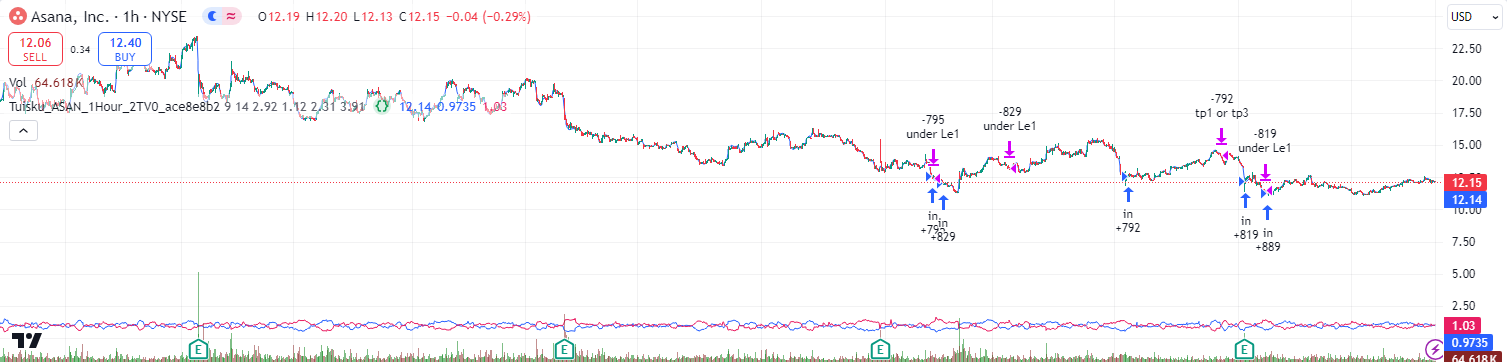 Asana, Inc. · 1h · NYSE O12.19 H12.20 L12.13 C12.15 −0.04 (−0.29%)
USD
12.06 SELL 0.34 12.40 BUY
Vol 64.618K
Tuisku_ASAN_1Hour_2TV0_ace8e8b2 9 14 2.92 1.12 2.31 3.91 12.14 0.9735 1.03
22.50
20.00
17.50
15.00
12.15
12.14
10.00
7.50
5.00
2.50
1.03
0.9735
64.618K
-795
under Le1
-829
under Le1
-792
tp1 or tp3
-819
under Le1
in
in
+829
in
+792
in
+819
in
+889
E
E
E
E